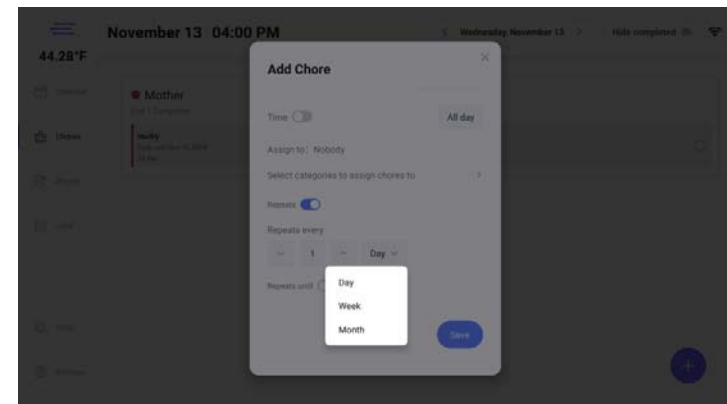 November 13 04:00 PM
Wednesday, November 13
Hide completed
44.28°F
Add Chore
Mother
Time
All day
Chores
Assign to: Nobody
Select categories to assign chores to
Repeats
Repeats every
1
Day
Repeats until
Day
Week
Month
Save
+